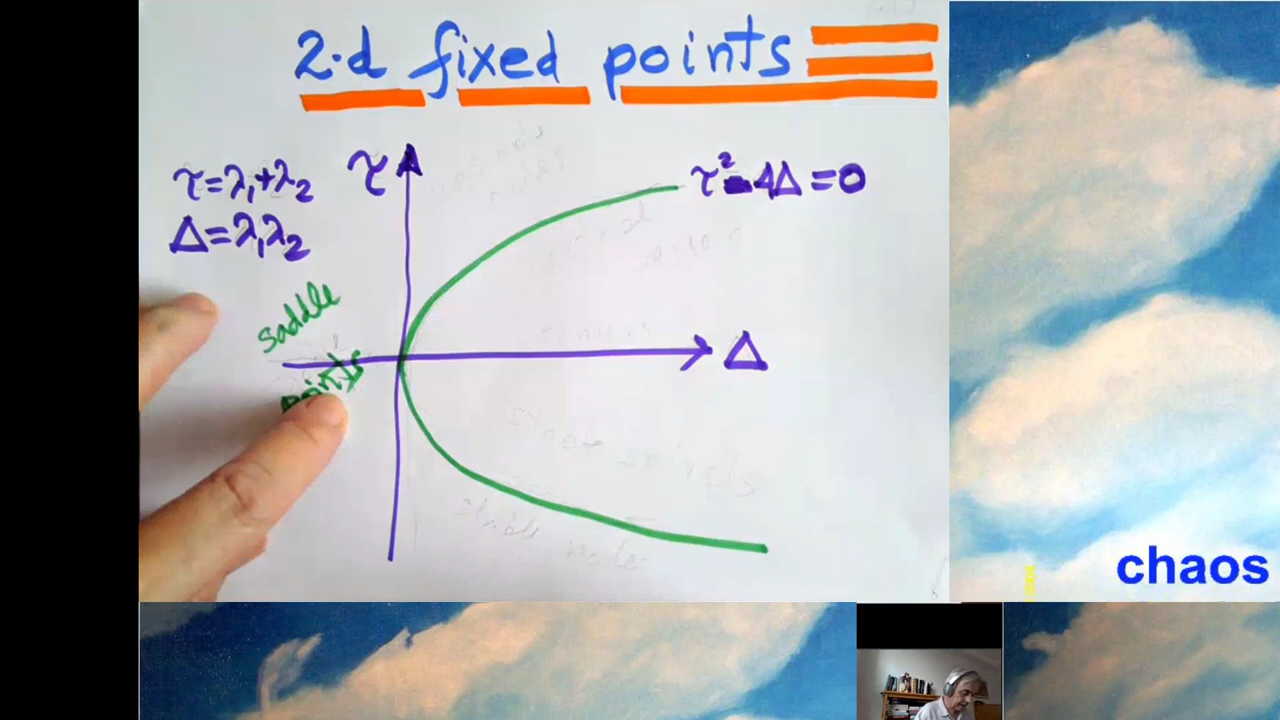 2-d fixed points
τ=λ₁+λ₂
Δ=λ₁λ₂
τ
τ²-4Δ=0
saddle
points
Δ
chaos